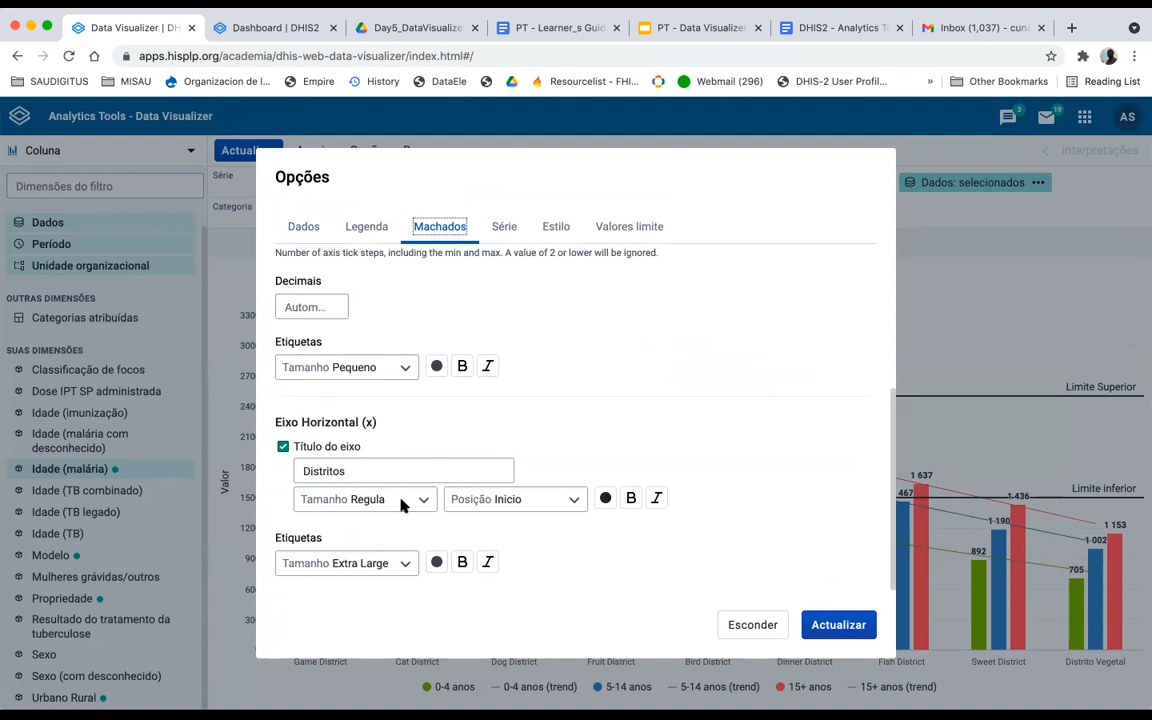 Data Visualizer | DH
Dashboard | DHIS2
Day5_DataVisualize
PT - Learner_s Guid
PT - Data Visualizer
DHIS2 - Analytics T
Inbox (1,037) - cun
apps.hisplp.org/academia/dhis-web-data-visualizer/index.html#/
SAUDIGITUS
MISAU
Organizacion de I...
Empire
History
DataEle
Resourcelist - FHI...
Webmail (296)
DHIS-2 User Profil...
»
Other Bookmarks
Reading List
Analytics Tools - Data Visualizer
3
19
AS
Coluna
Actuali
Interpretações
Dimensões do filtro
Série
Dados: selecionados
Categoria
Dados
Período
Unidade organizacional
OUTRAS DIMENSÕES
Categorias atribuídas
SUAS DIMENSÕES
Classificação de focos
Dose IPT SP administrada
Idade (imunização)
Idade (malária com
desconhecido)
Idade (malária)
Idade (TB combinado)
Idade (TB legado)
Idade (TB)
Modelo
Mulheres grávidas/outros
Propriedade
Resultado do tratamento da
tuberculose
Sexo
Sexo (com desconhecido)
Urbano Rural
Opções
Dados
Legenda
Machados
Série
Estilo
Valores limite
Number of axis tick steps, including the min and max. A value of 2 or lower will be ignored.
Decimais
Autom...
Etiquetas
Tamanho Pequeno
B
I
Eixo Horizontal (x)
Título do eixo
Distritos
Tamanho Regula
Posição Inicio
B
I
Etiquetas
Tamanho Extra Large
B
I
Esconder
Actualizar
Valor
Limite Superior
Limite inferior
467
1 637
892
1 190
1 436
705
1 002
1 153
Game District
Cat District
Dog District
Fruit District
Bird District
Dinner District
Fish District
Sweet District
Distrito Vegetal
0-4 anos
0-4 anos (trend)
5-14 anos
5-14 anos (trend)
15+ anos
15+ anos (trend)